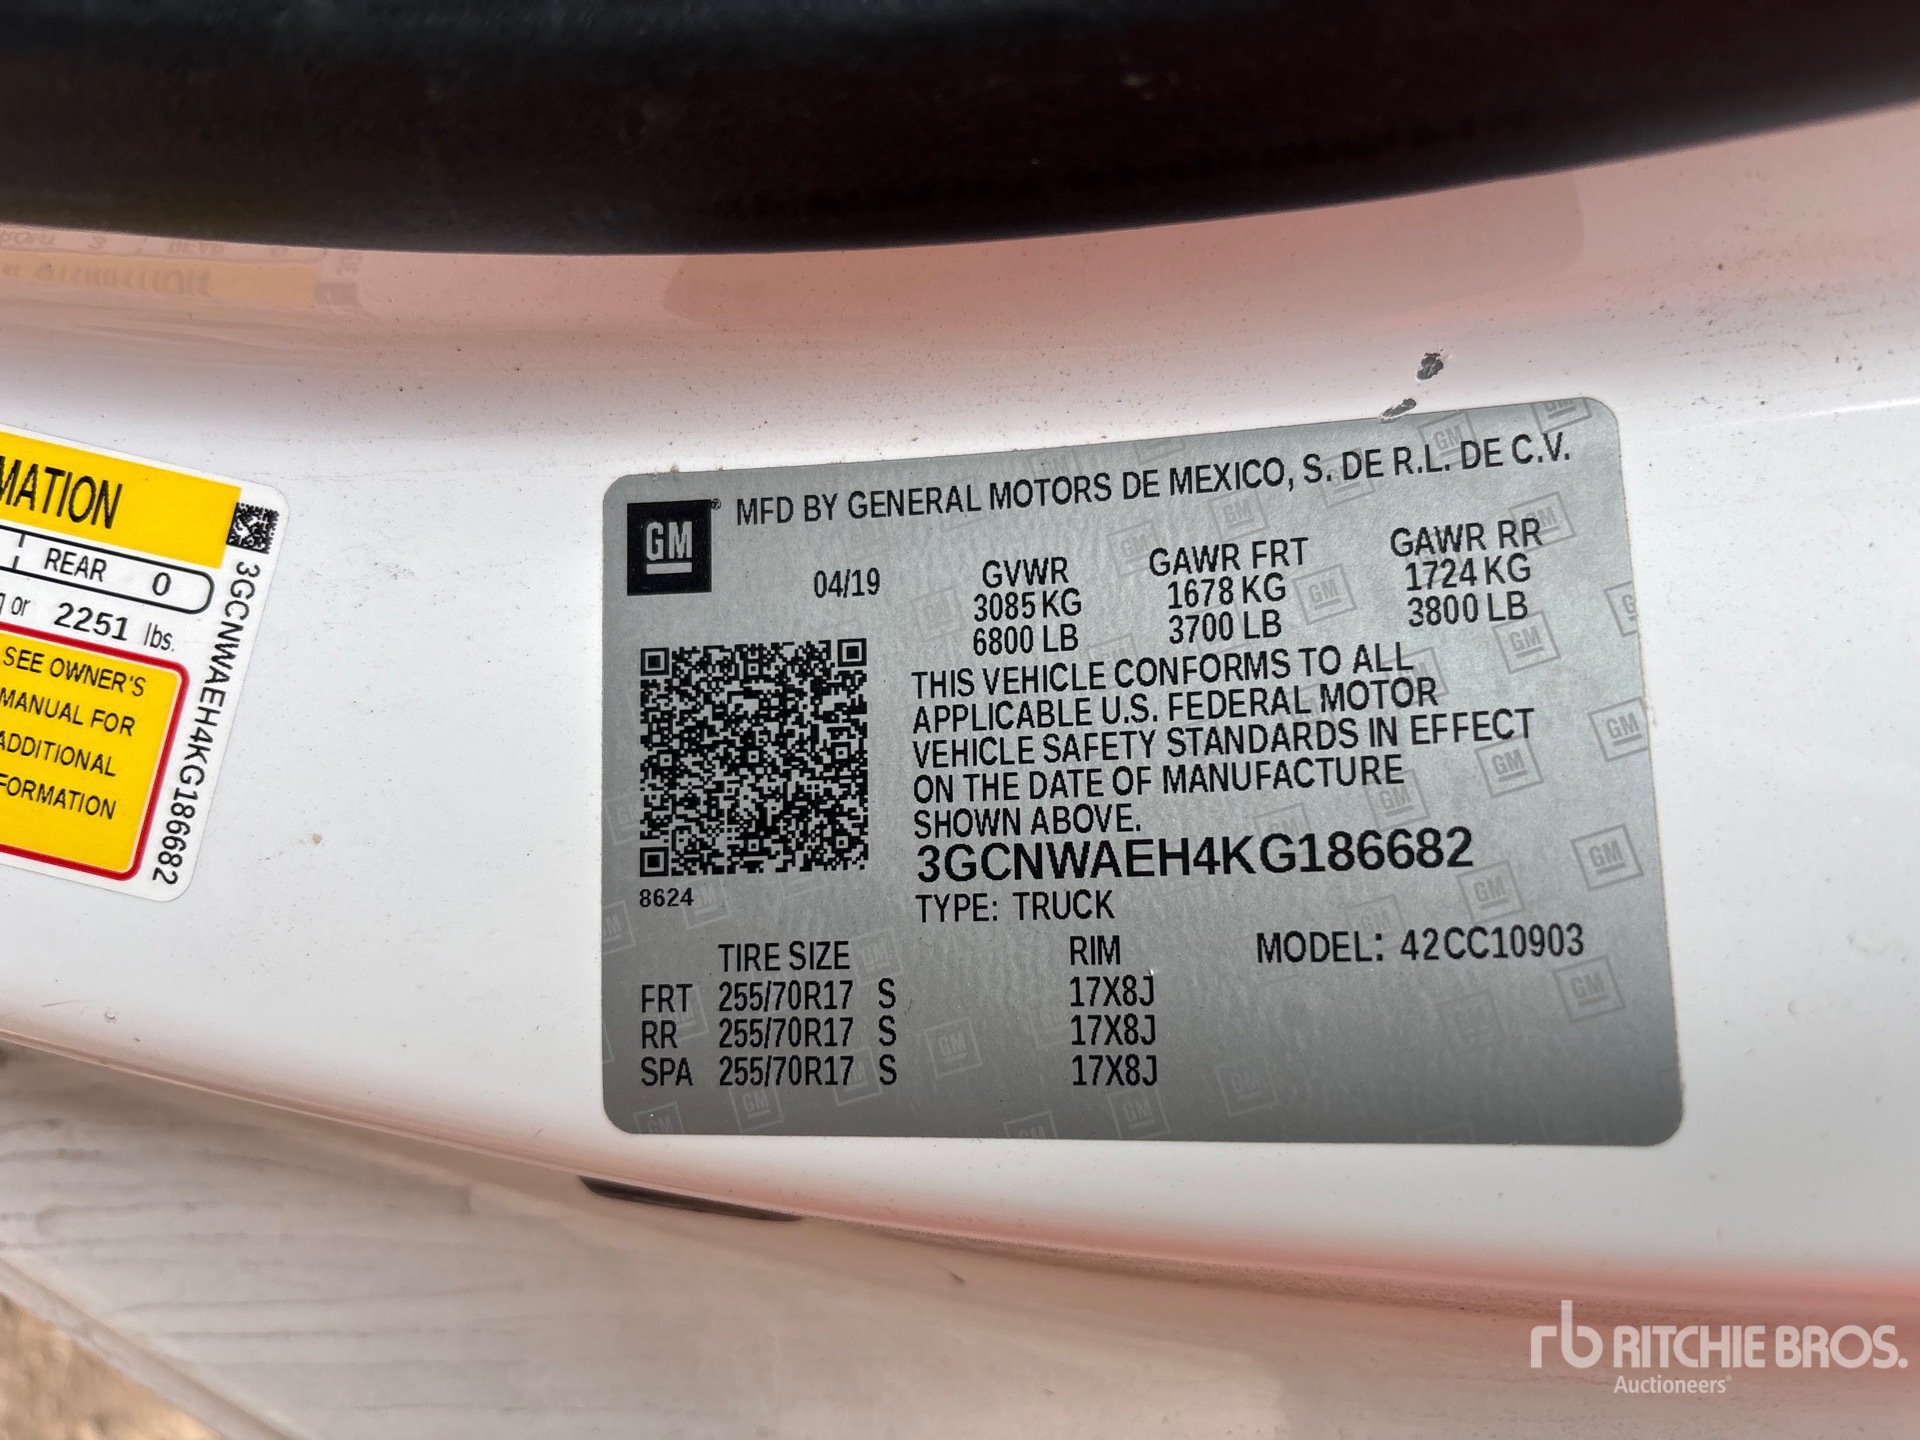 MATION
REAR 0
or 2251 lbs.
SEE OWNER'S
MANUAL FOR
ADDITIONAL
FORMATION
3GCNWAEH4KG186682
GM® MFD BY GENERAL MOTORS DE MEXICO, S. DE R.L. DE C.V.
04/19 GVWR GAWR FRT GAWR RR
3085 KG 1678 KG 1724 KG
6800 LB 3700 LB 3800 LB
THIS VEHICLE CONFORMS TO ALL
APPLICABLE U.S. FEDERAL MOTOR
VEHICLE SAFETY STANDARDS IN EFFECT
ON THE DATE OF MANUFACTURE
SHOWN ABOVE.
3GCNWAEH4KG186682
8624
TYPE: TRUCK
TIRE SIZE RIM MODEL: 42CC10903
FRT 255/70R17 S 17X8J
RR 255/70R17 S 17X8J
SPA 255/70R17 S 17X8J
rb RITCHIE BROS.
Auctioneers